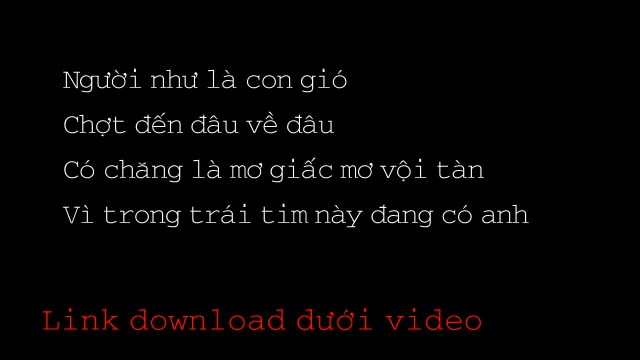 Người như là con gió
Chợt đến đâu về đâu
Có chăng là mơ giấc mơ vội tàn
Vì trong trái tim này đang có anh
Link download dưới video